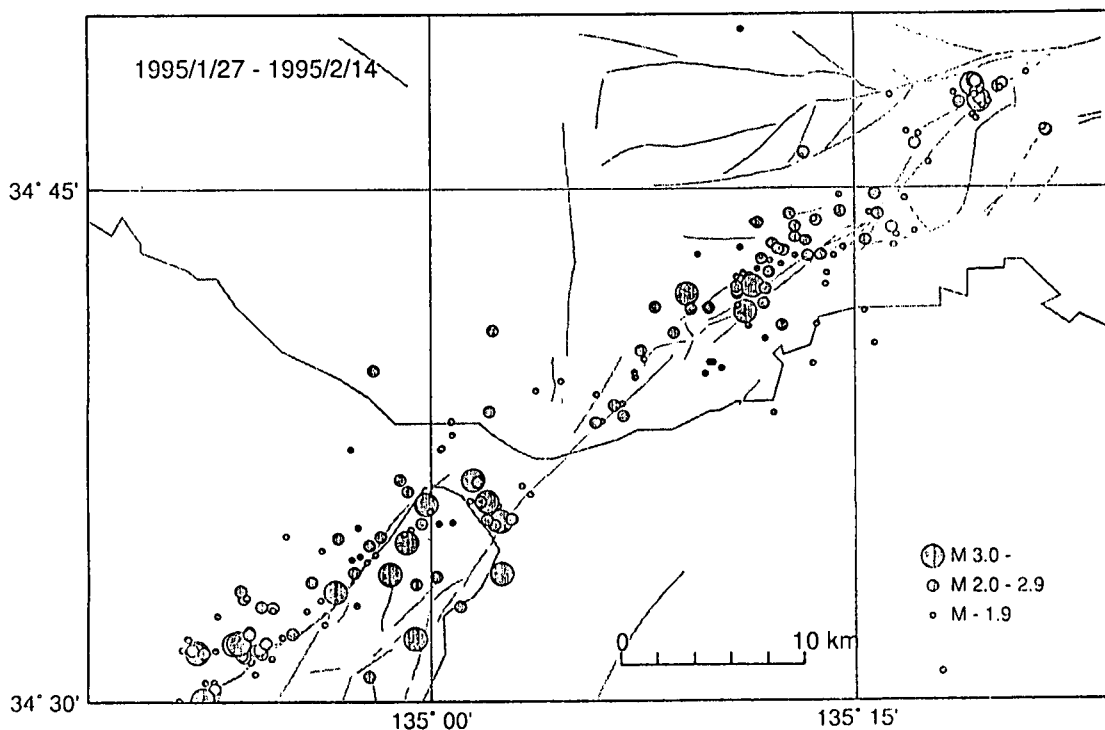 1995/1/27 - 1995/2/14
34° 45'
M 3.0 -
M 2.0 - 2.9
M - 1.9
0 10 km
34° 30'
135° 00' 135° 15'